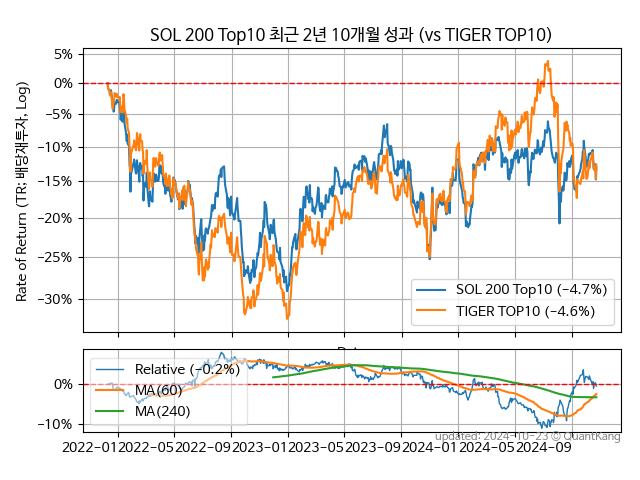 SOL 200 Top10 최근 2년 10개월 성과 (vs TIGER TOP10)
Rate of Return (TR: 배당재투자, Log)
5%
0%
−5%
−10%
−15%
−20%
−25%
−30%
SOL 200 Top10 (−4.7%)
TIGER TOP10 (−4.6%)
0%
−10%
Relative (−0.2%)
MA(60)
MA(240)
2022−01
2022−05
2022−09
2023−01
2023−05
2023−09
2024−01
2024−05
2024−09
updated: 2024-10-23 © QuantKang